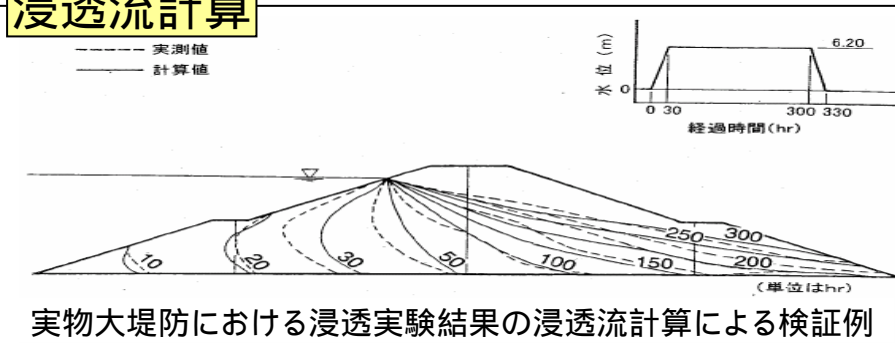 浸透流計算
実測値
計算値
水位(m)
6.20
0
0 30 300 330
経過時間(hr)
10 20 30 50 100 150 200 250 300
(単位はhr)
実物大堤防における浸透実験結果の浸透流計算による検証例